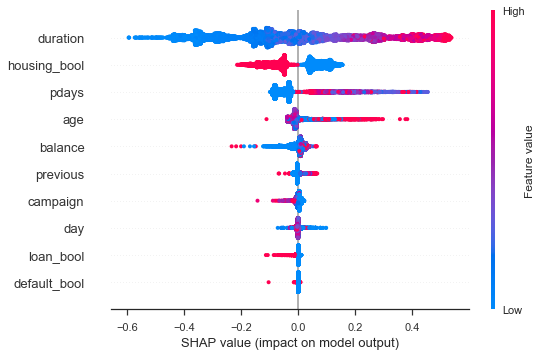 High
duration
housing_bool
pdays
age
balance
previous
campaign
day
loan_bool
default_bool
Low
Feature value
−0.6 −0.4 −0.2 0.0 0.2 0.4
SHAP value (impact on model output)